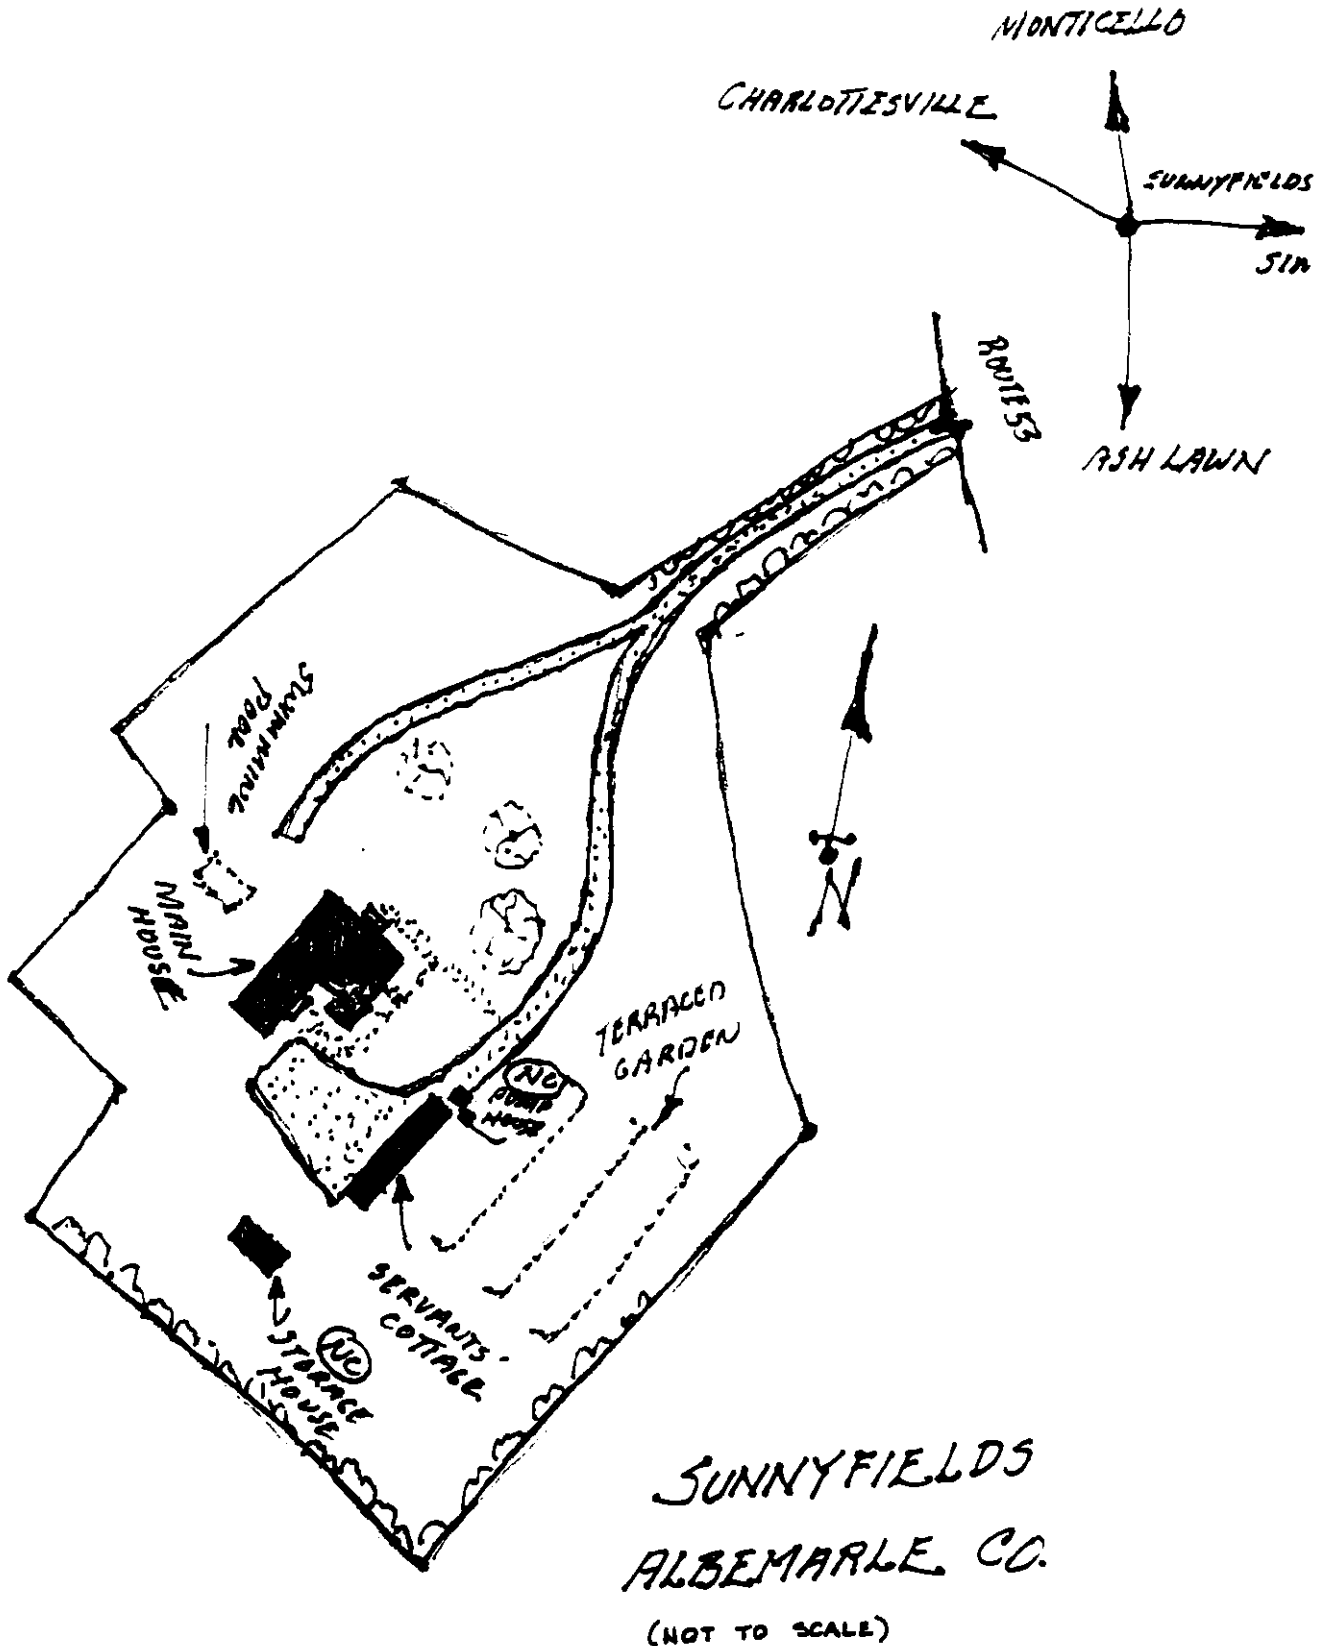 MONTICELLO
CHARLOTTESVILLE
SUNNYFIELDS
ASH LAWN
ROUTE 53
SWIMMING
POOL
MAIN
HOUSE
N
TERRACED
GARDEN
NC
PUMP
HOUSE
SERVANTS'
COTTAGE
NC
STORAGE
HOUSE
SUNNYFIELDS
ALBEMARLE CO.
(NOT TO SCALE)